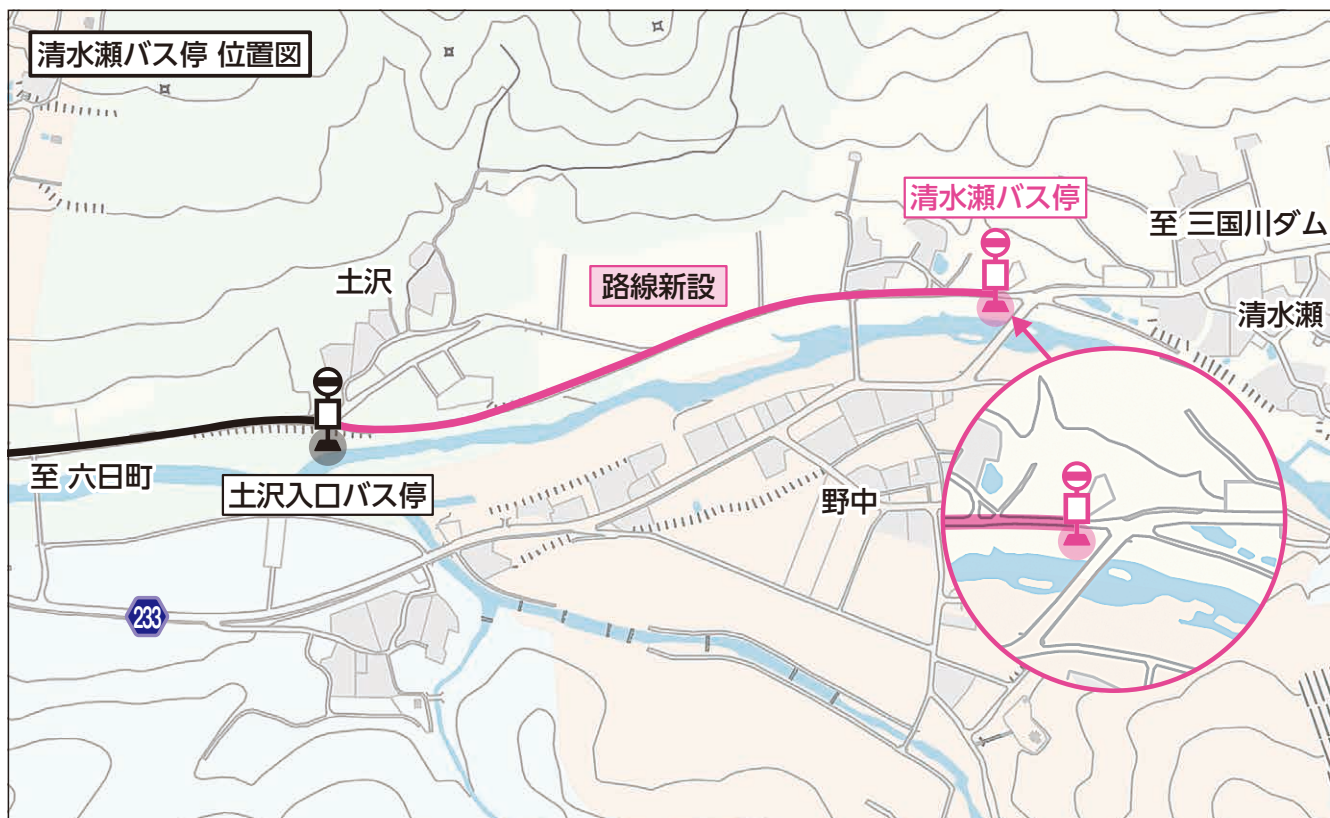 清水瀬バス停 位置図
清水瀬バス停
至 三国川ダム
土沢
路線新設
清水瀬
至 六日町
土沢入口バス停
野中
233